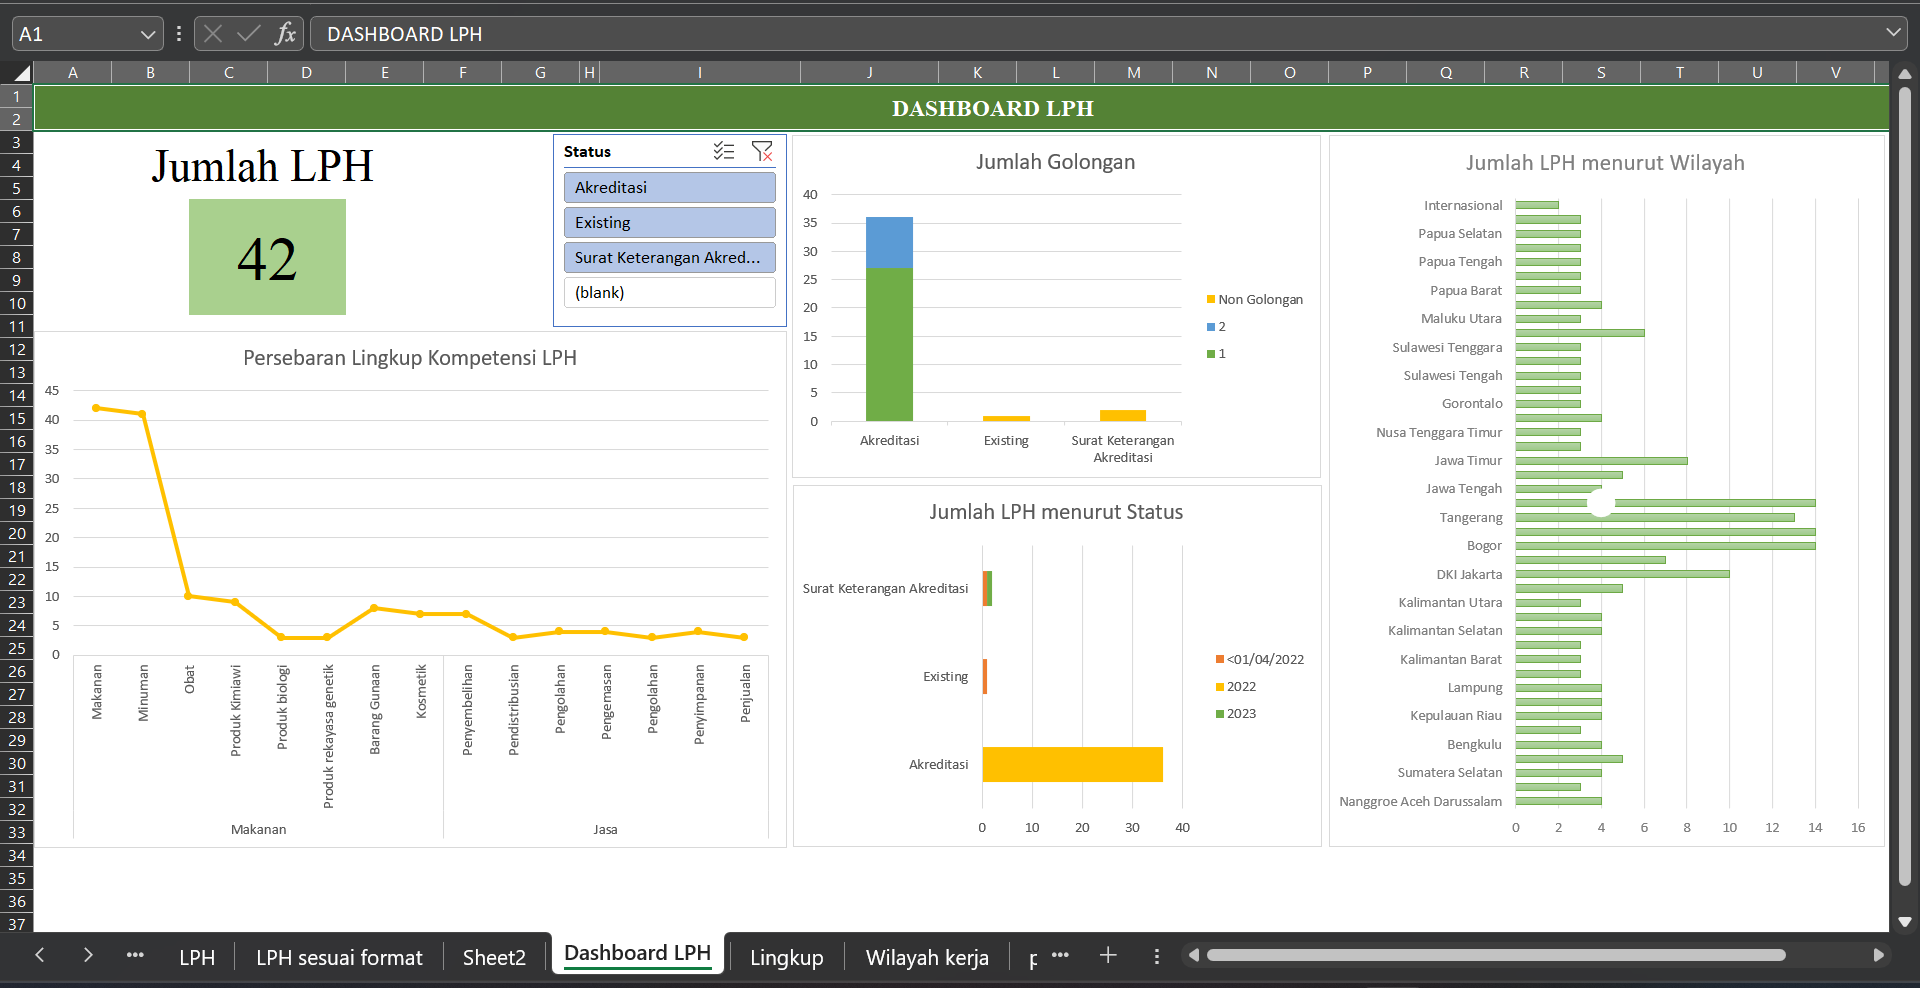 A1
fx
DASHBOARD LPH
A B C D E F G H I J K L M N O P Q R S T U V
1
2
3
4
5
6
7
8
9
10
11
12
13
14
15
16
17
18
19
20
21
22
23
24
25
26
27
28
29
30
31
32
33
34
35
36
37
DASHBOARD LPH
Jumlah LPH
42
Status
Akreditasi
Existing
Surat Keterangan Akred...
(blank)
Persebaran Lingkup Kompetensi LPH
45
40
35
30
25
20
15
10
5
0
Makanan
Minuman
Obat
Produk Kimiawi
Produk biologi
Produk rekayasa genetik
Barang Gunaan
Kosmetik
Penyembelihan
Pendistribusian
Pengolahan
Pengemasan
Pengolahan
Penyimpanan
Penjualan
Makanan
Jasa
Jumlah Golongan
40
35
30
25
20
15
10
5
0
Akreditasi
Existing
Surat Keterangan
Akreditasi
Non Golongan
2
1
Jumlah LPH menurut Status
Surat Keterangan Akreditasi
Existing
Akreditasi
0 10 20 30 40
<01/04/2022
2022
2023
Jumlah LPH menurut Wilayah
Internasional
Papua Selatan
Papua Tengah
Papua Barat
Maluku Utara
Sulawesi Tenggara
Sulawesi Tengah
Gorontalo
Nusa Tenggara Timur
Jawa Timur
Jawa Tengah
Tangerang
Bogor
DKI Jakarta
Kalimantan Utara
Kalimantan Selatan
Kalimantan Barat
Lampung
Kepulauan Riau
Bengkulu
Sumatera Selatan
Nanggroe Aceh Darussalam
0 2 4 6 8 10 12 14 16
LPH
LPH sesuai format
Sheet2
Dashboard LPH
Lingkup
Wilayah kerja